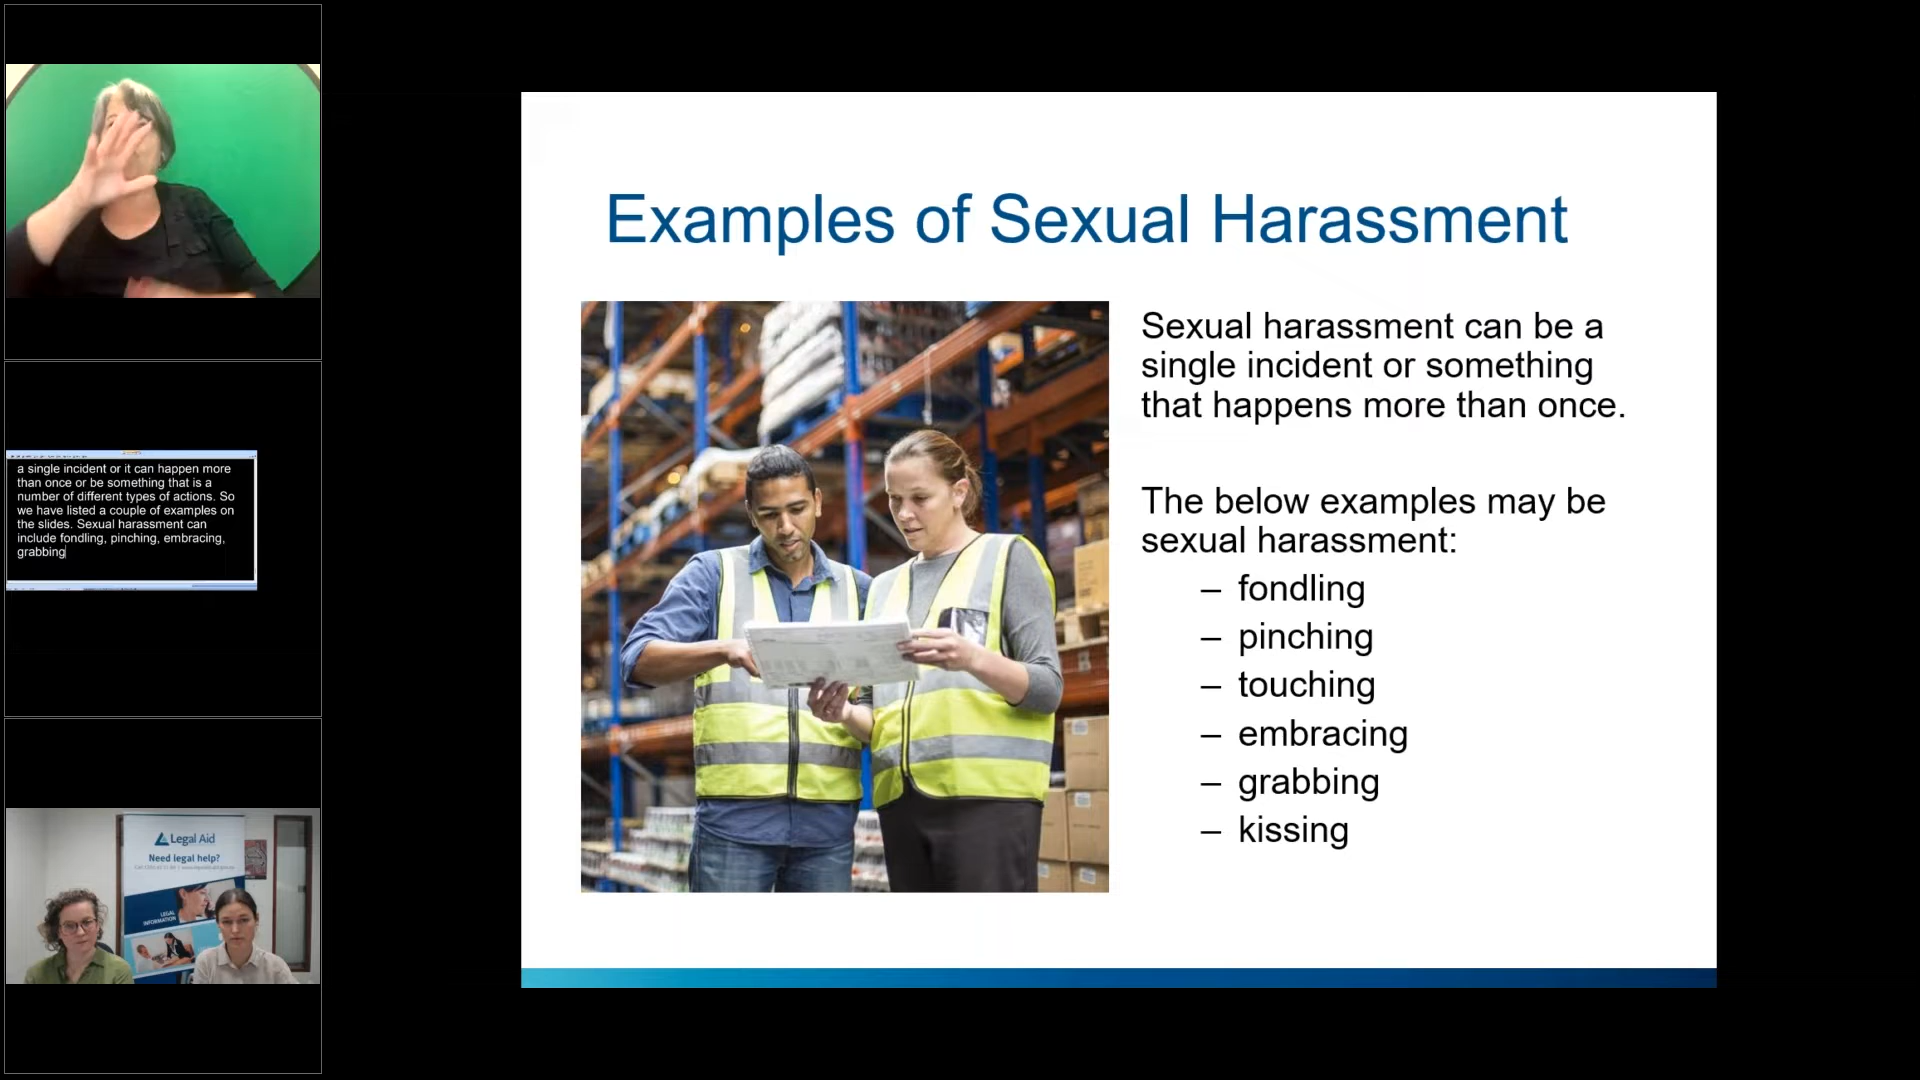 Examples of Sexual Harassment
Sexual harassment can be a
single incident or something
that happens more than once.
The below examples may be
sexual harassment:
– fondling
– pinching
– touching
– embracing
– grabbing
– kissing
a single incident or it can happen more
than once or be something that is a
number of different types of actions. So
we have listed a couple of examples on
the slides. Sexual harassment can
include fondling, pinching, embracing,
grabbing
Legal Aid
Need legal help?
LEGAL
INFORMATION